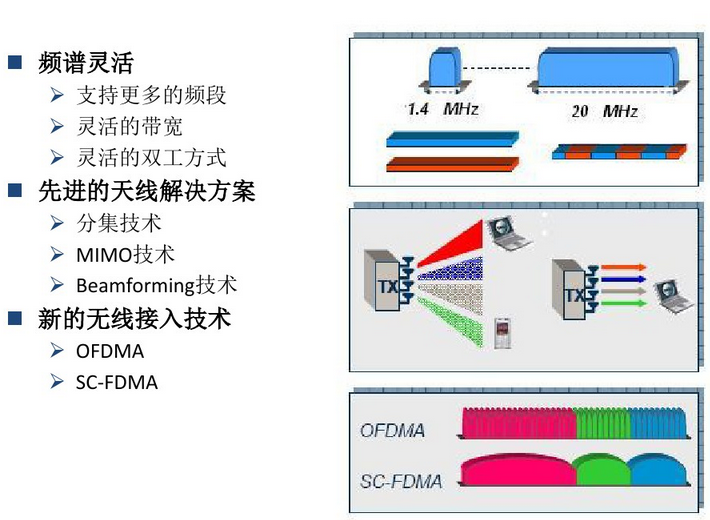 频谱灵活
支持更多的频段
灵活的带宽
灵活的双工方式
先进的天线解决方案
分集技术
MIMO技术
Beamforming技术
新的无线接入技术
OFDMA
SC-FDMA
1.4 MHz
20 MHz
TX
TX
OFDMA
SC-FDMA